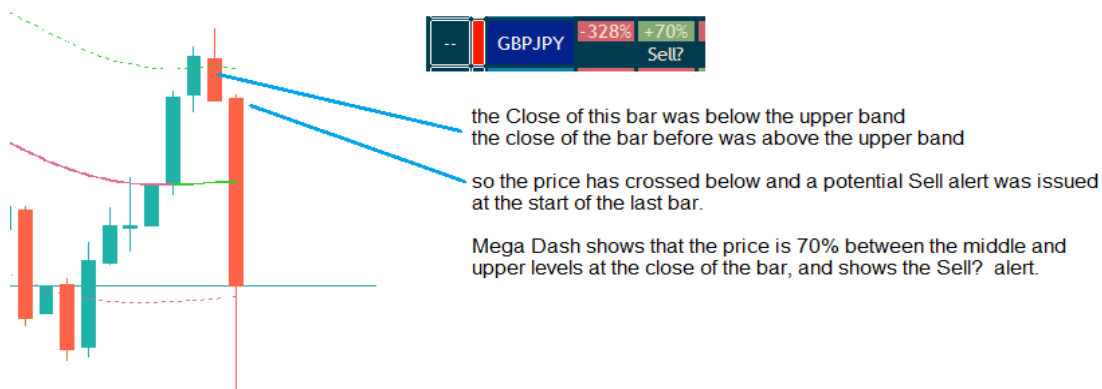 -- GBPJPY -328% +70%
Sell?
the Close of this bar was below the upper band
the close of the bar before was above the upper band
so the price has crossed below and a potential Sell alert was issued
at the start of the last bar.
Mega Dash shows that the price is 70% between the middle and
upper levels at the close of the bar, and shows the Sell?  alert.